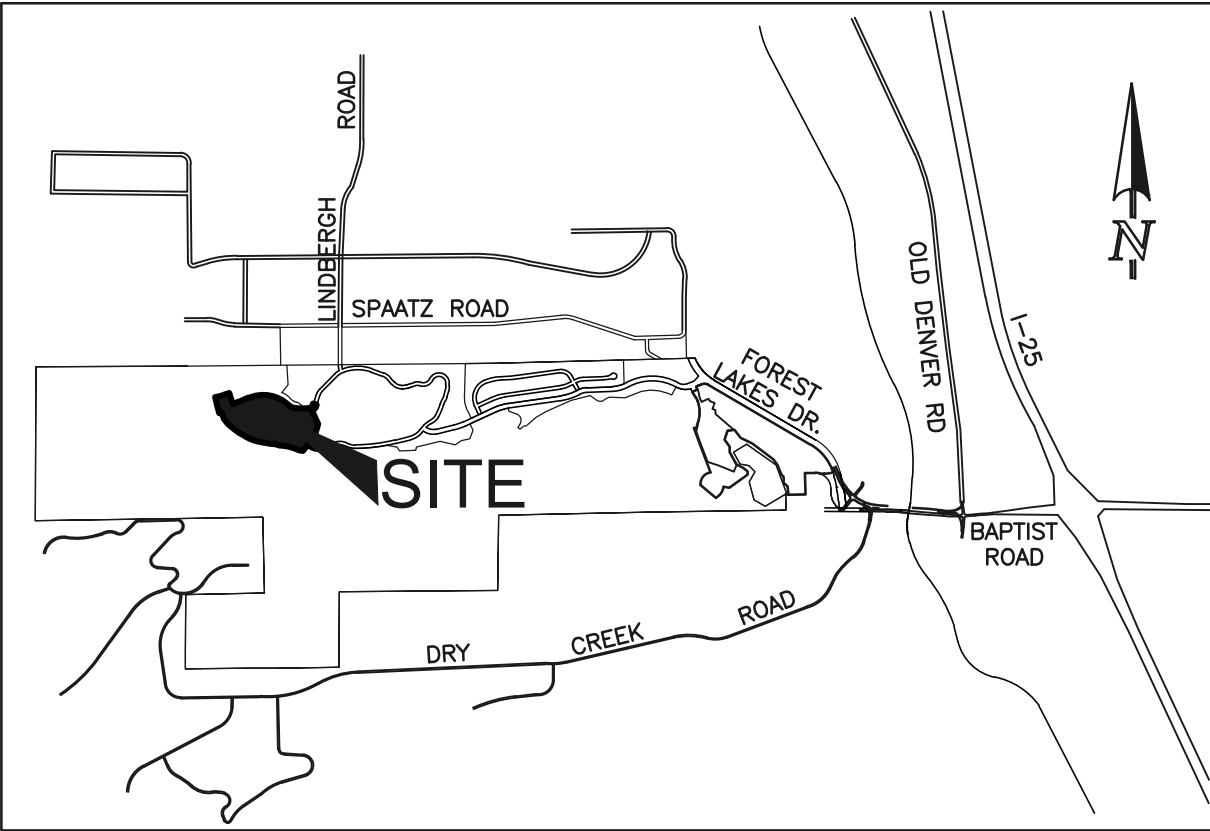 LINDBERGH ROAD
SPAATZ ROAD
FOREST
LAKES DR.
OLD DENVER RD
I-25
N
SITE
BAPTIST
ROAD
DRY CREEK ROAD